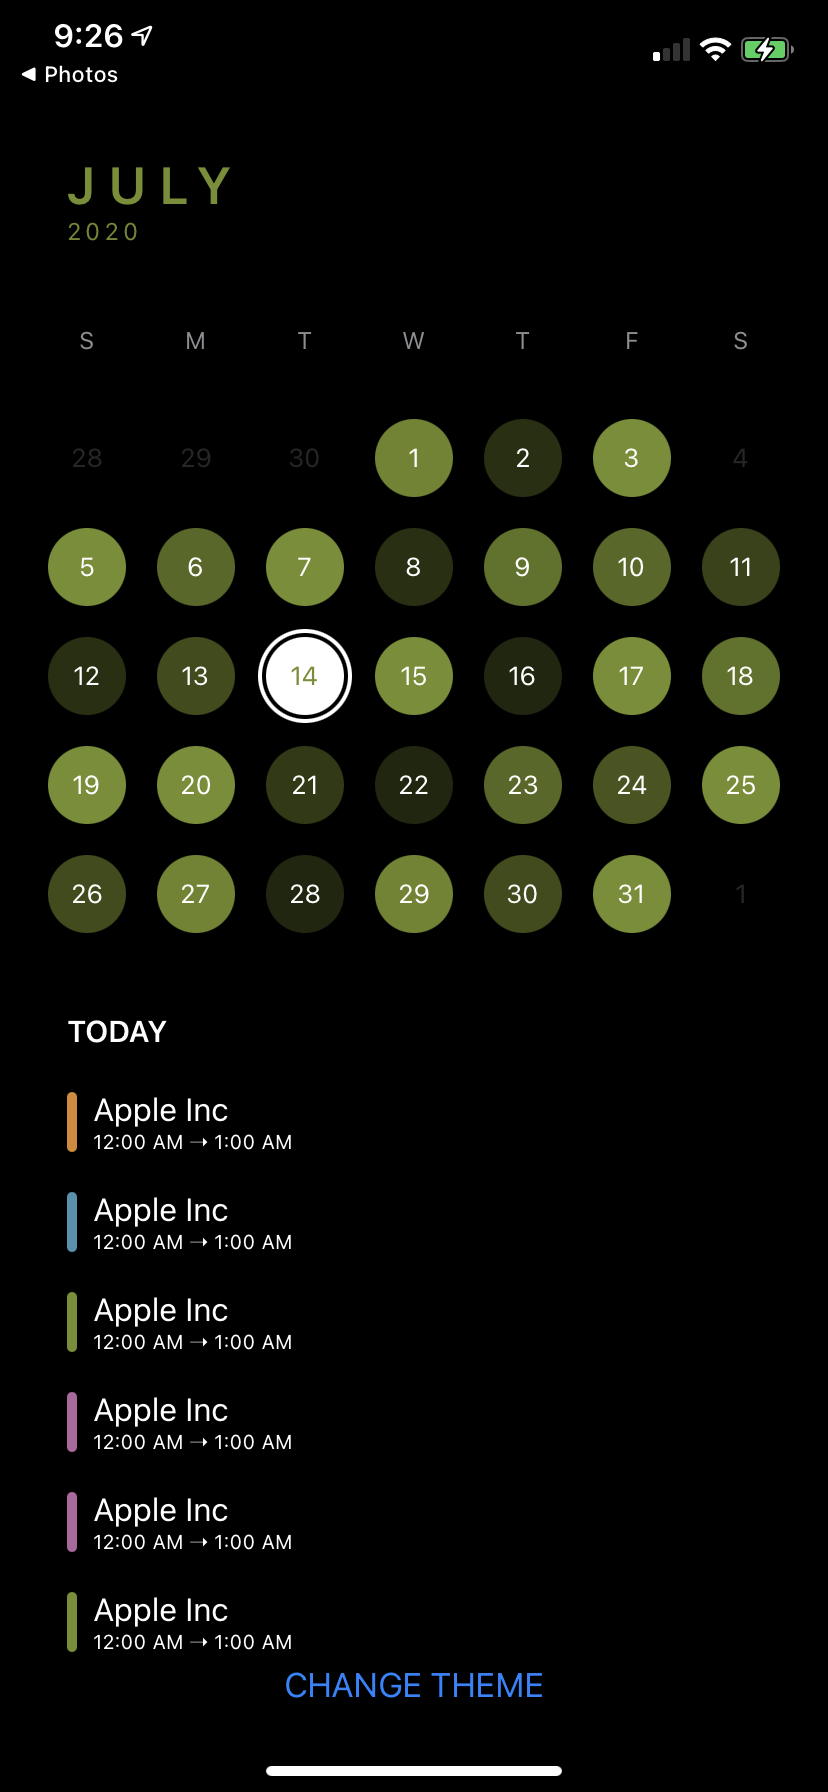 9:26
◀ Photos
JULY
2020
S M T W T F S
28 29 30 1 2 3 4
5 6 7 8 9 10 11
12 13 14 15 16 17 18
19 20 21 22 23 24 25
26 27 28 29 30 31 1
TODAY
Apple Inc
12:00 AM → 1:00 AM
Apple Inc
12:00 AM → 1:00 AM
Apple Inc
12:00 AM → 1:00 AM
Apple Inc
12:00 AM → 1:00 AM
Apple Inc
12:00 AM → 1:00 AM
Apple Inc
12:00 AM → 1:00 AM
CHANGE THEME